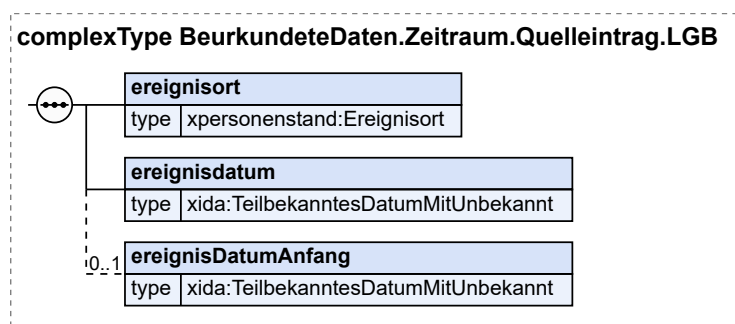 complexType BeurkundeteDaten.Zeitraum.Quelleintrag.LGB
ereignisort
type xpersonenstand:Ereignisort
ereignisdatum
type xida:TeilbekanntesDatumMitUnbekannt
0..1 ereignisDatumAnfang
type xida:TeilbekanntesDatumMitUnbekannt